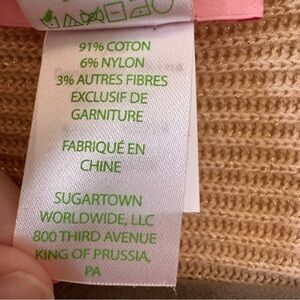 91% COTON
6% NYLON
3% AUTRES FIBRES
EXCLUSIF DE
GARNITURE
FABRIQUÉ EN
CHINE
SUGARTOWN
WORLDWIDE, LLC
800 THIRD AVENUE
KING OF PRUSSIA,
PA